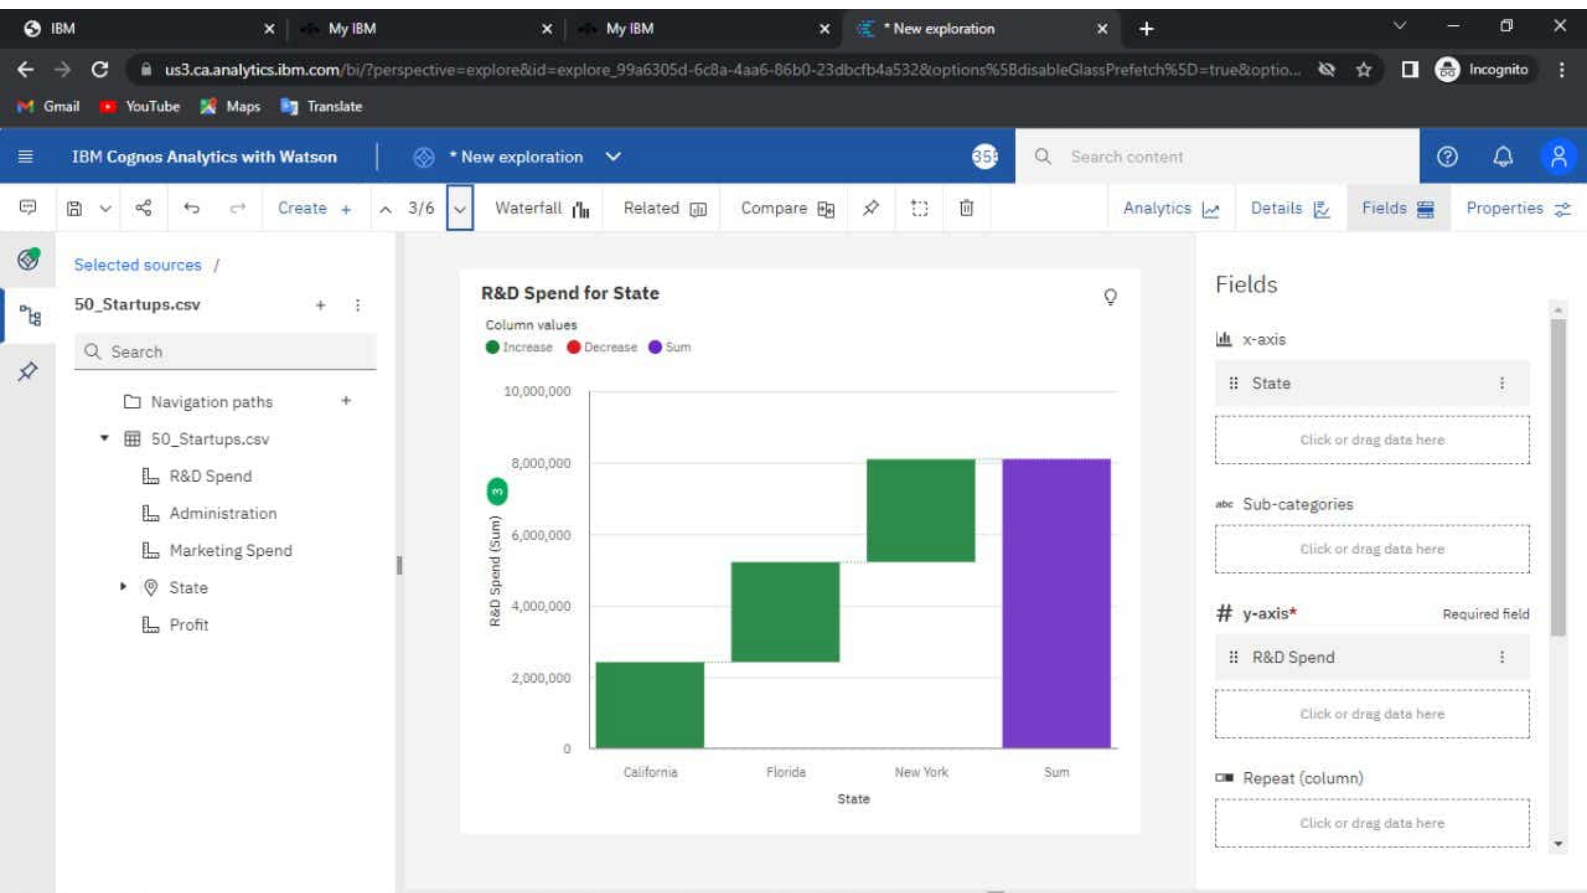 IBM
My IBM
My IBM
* New exploration
us3.ca.analytics.ibm.com/bi/?perspective=explore&id=explore_99a6305d-6c8a-4aa6-86b0-23dbcfb4a532&options%5BdisableGlassPrefetch%5D=true&optio...
Incognito
Gmail
YouTube
Maps
Translate
IBM Cognos Analytics with Watson
* New exploration
Search content
Create +
3/6
Waterfall
Related
Compare
Analytics
Details
Fields
Properties
Selected sources /
50_Startups.csv
Search
Navigation paths
50_Startups.csv
R&D Spend
Administration
Marketing Spend
State
Profit
R&D Spend for State
Column values
Increase
Decrease
Sum
10,000,000
8,000,000
6,000,000
4,000,000
2,000,000
0
3
R&D Spend (Sum)
California
Florida
New York
Sum
State
Fields
x-axis
State
Click or drag data here
abc Sub-categories
Click or drag data here
# y-axis*
Required field
R&D Spend
Click or drag data here
Repeat (column)
Click or drag data here